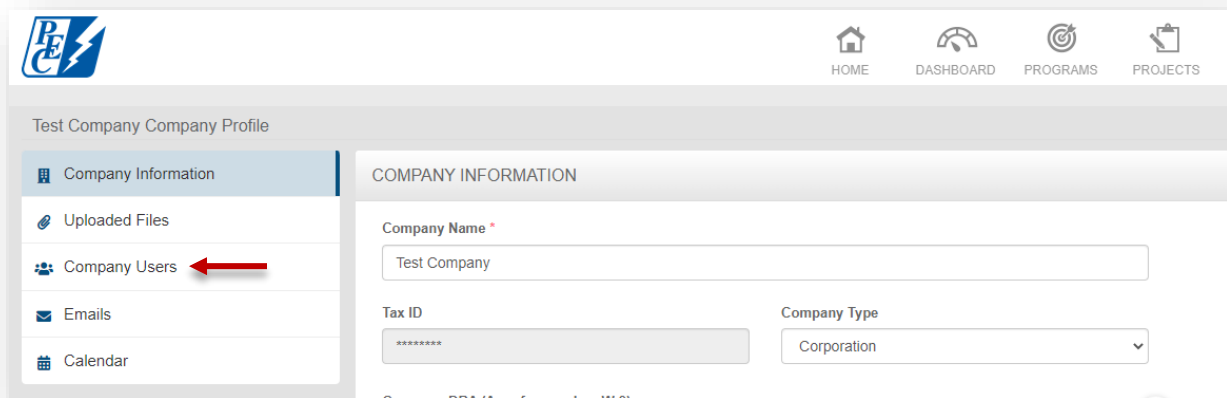 PEC
HOME DASHBOARD PROGRAMS PROJECTS
Test Company Company Profile
Company Information
Uploaded Files
Company Users
Emails
Calendar
COMPANY INFORMATION
Company Name *
Test Company
Tax ID
********
Company Type
Corporation